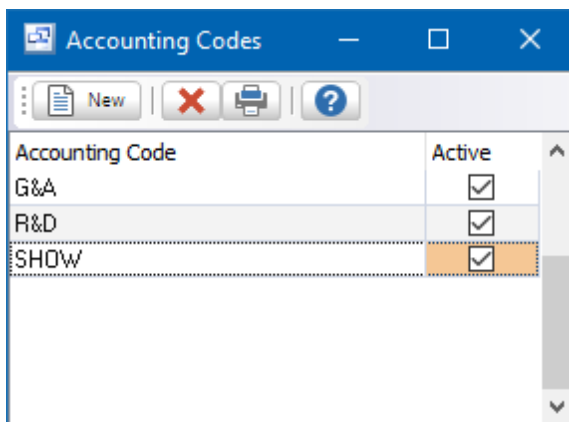 Accounting Codes
New
Accounting Code Active
G&A
R&D
SHOW